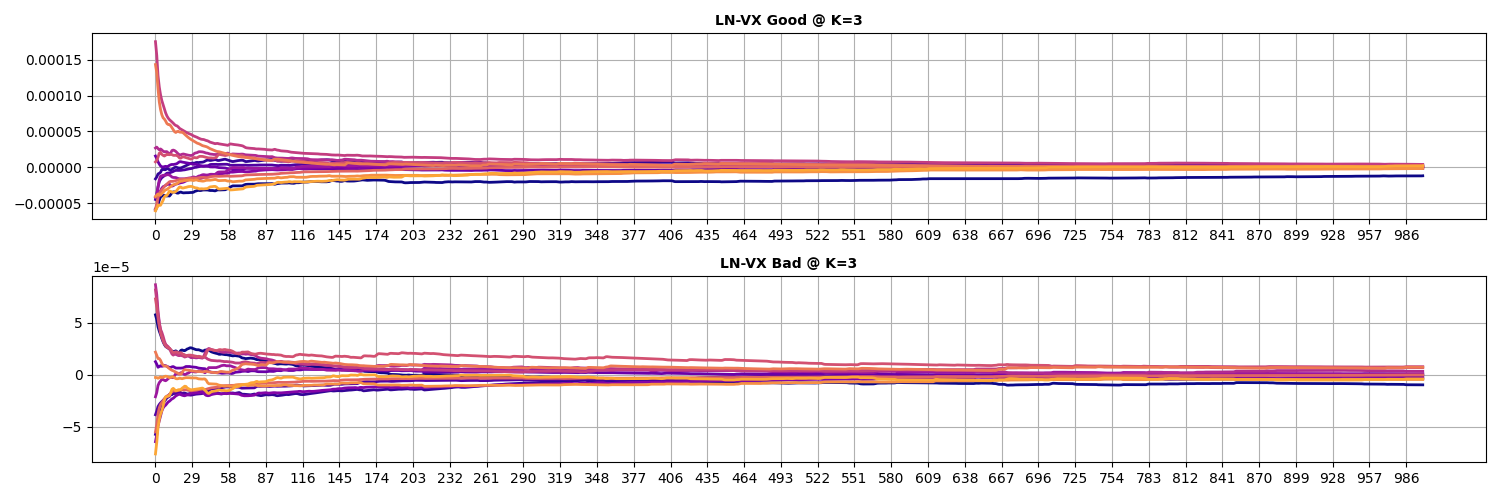 LN-VX Good @ K=3
0.00015
0.00010
0.00005
0.00000
−0.00005
0 29 58 87 116 145 174 203 232 261 290 319 348 377 406 435 464 493 522 551 580 609 638 667 696 725 754 783 812 841 870 899 928 957 986
LN-VX Bad @ K=3
1e−5
5
0
−5
0 29 58 87 116 145 174 203 232 261 290 319 348 377 406 435 464 493 522 551 580 609 638 667 696 725 754 783 812 841 870 899 928 957 986